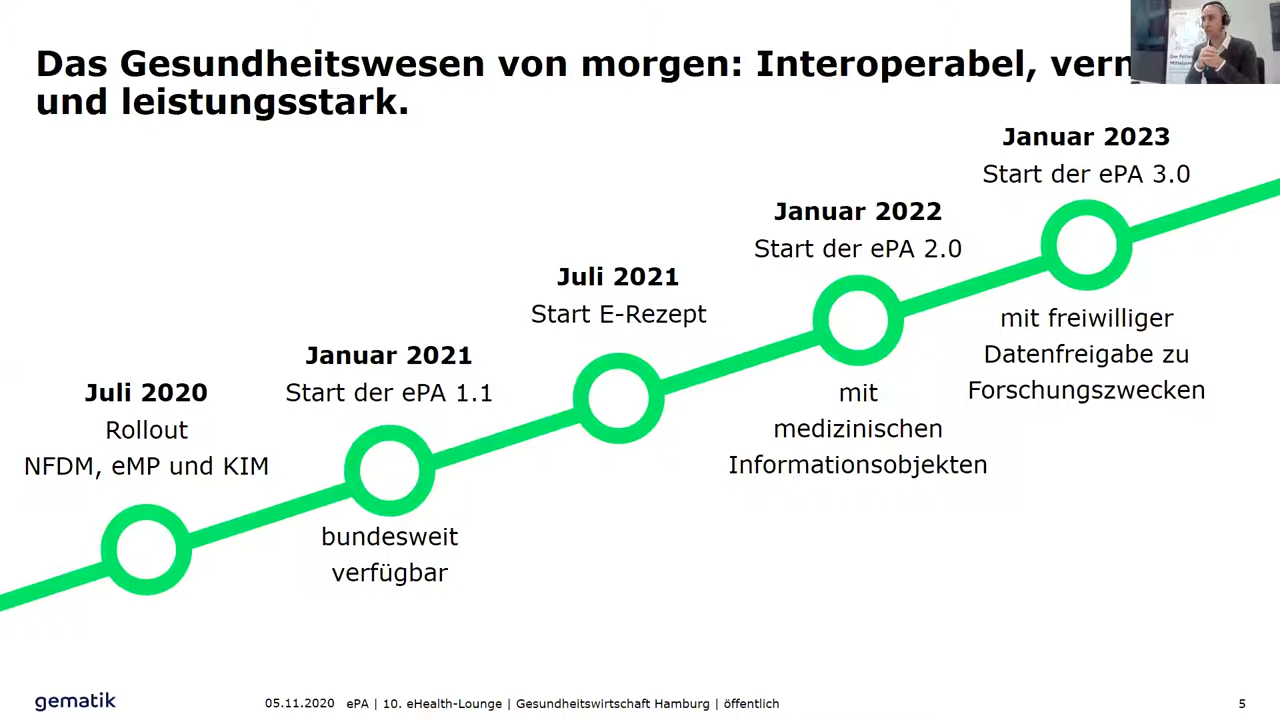 Das Gesundheitswesen von morgen: Interoperabel,
und leistungsstark.
Juli 2020
Rollout
NFDM, eMP und KIM
Januar 2021
Start der ePA 1.1
bundesweit
verfügbar
Juli 2021
Start E-Rezept
Januar 2022
Start der ePA 2.0
mit
medizinischen
Informationsobjekten
Januar 2023
Start der ePA 3.0
mit freiwilliger
Datenfreigabe zu
Forschungszwecken
gematik
05.11.2020 ePA | 10. eHealth-Lounge | Gesundheitswirtschaft Hamburg | öffentlich
5